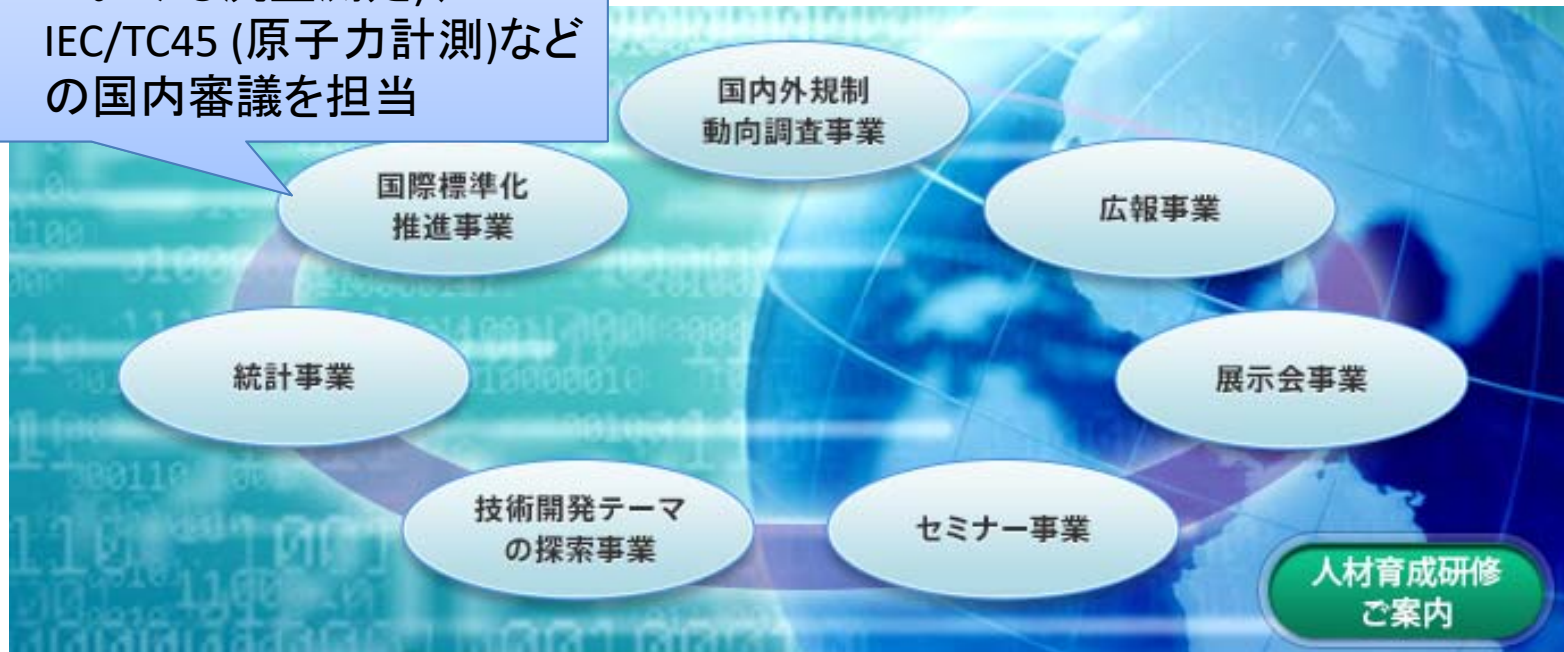 IEC/TC45 (原子力計測)など
の国内審議を担当
国内外規制
動向調査事業
国際標準化
推進事業
広報事業
統計事業
展示会事業
技術開発テーマ
の探索事業
セミナー事業
人材育成研修
ご案内